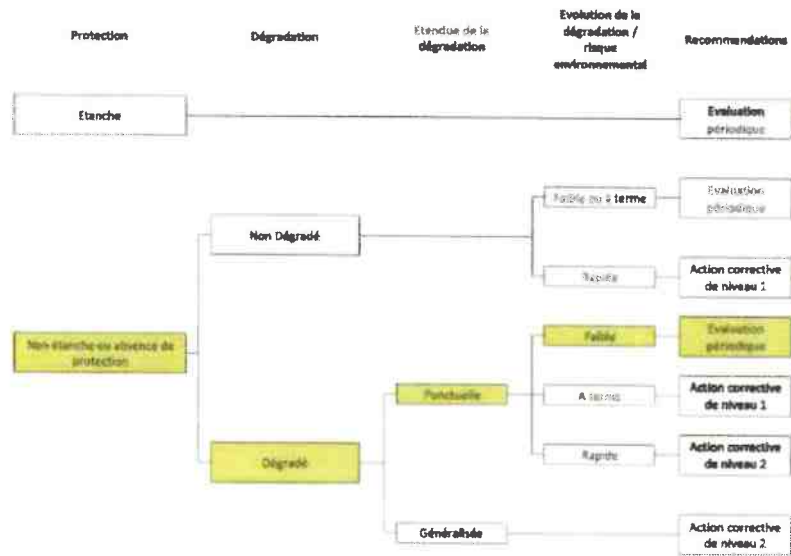 Protection
Dégradation
Etendue de la
dégradation
Evolution de la
dégradation /
risque
environnemental
Recommendations
Etanche
Evaluation
périodique
Non Dégradé
Faible ou à terme
Evaluation
périodique
Rapide
Action corrective
de niveau 1
Non étanche ou absence de
protection
Dégradé
Ponctuelle
Faible
Evaluation
périodique
A terme
Action corrective
de niveau 1
Rapide
Action corrective
de niveau 2
Généralisée
Action corrective
de niveau 2